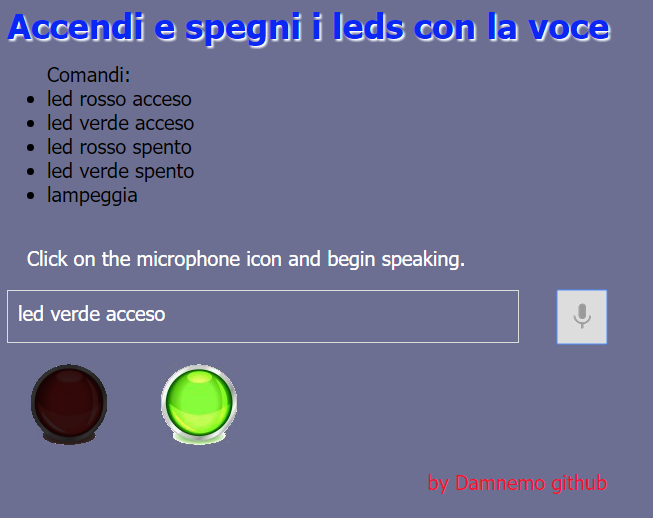 Accendi e spegni i leds con la voce
Comandi:
led rosso acceso
led verde acceso
led rosso spento
led verde spento
lampeggia
Click on the microphone icon and begin speaking.
led verde acceso
by Damnemo github